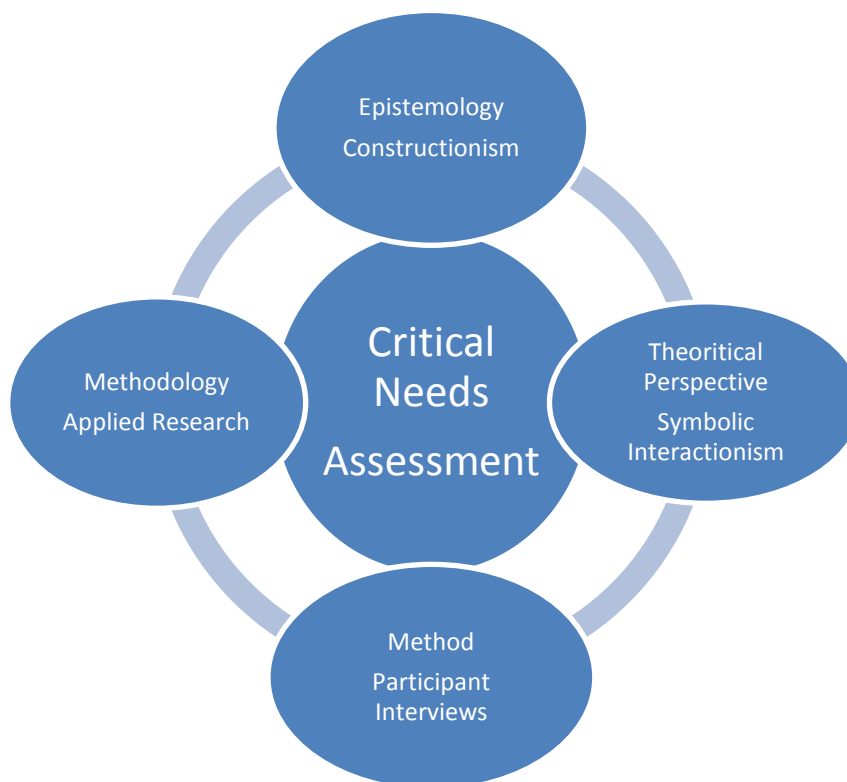 Epistemology
Constructionism
Critical
Needs
Assessment
Theoritical
Perspective
Symbolic
Interactionism
Methodology
Applied Research
Method
Participant
Interviews